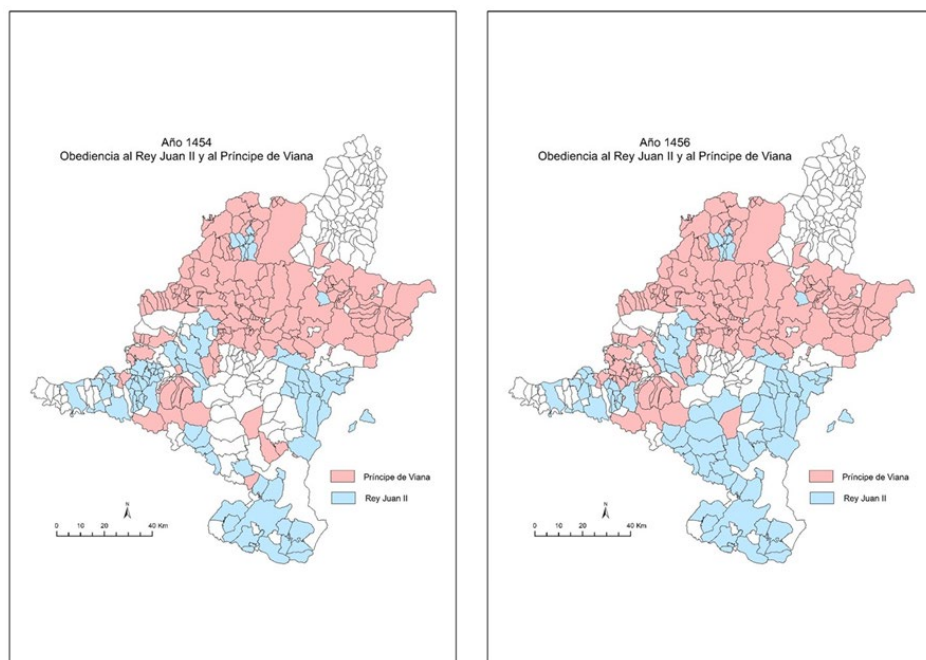 Año 1454
Obediencia al Rey Juan II y al Príncipe de Viana
Príncipe de Viana
Rey Juan II
N
0 10 20 40 Km
Año 1456
Obediencia al Rey Juan II y al Príncipe de Viana
Príncipe de Viana
Rey Juan II
N
0 10 20 40 Km